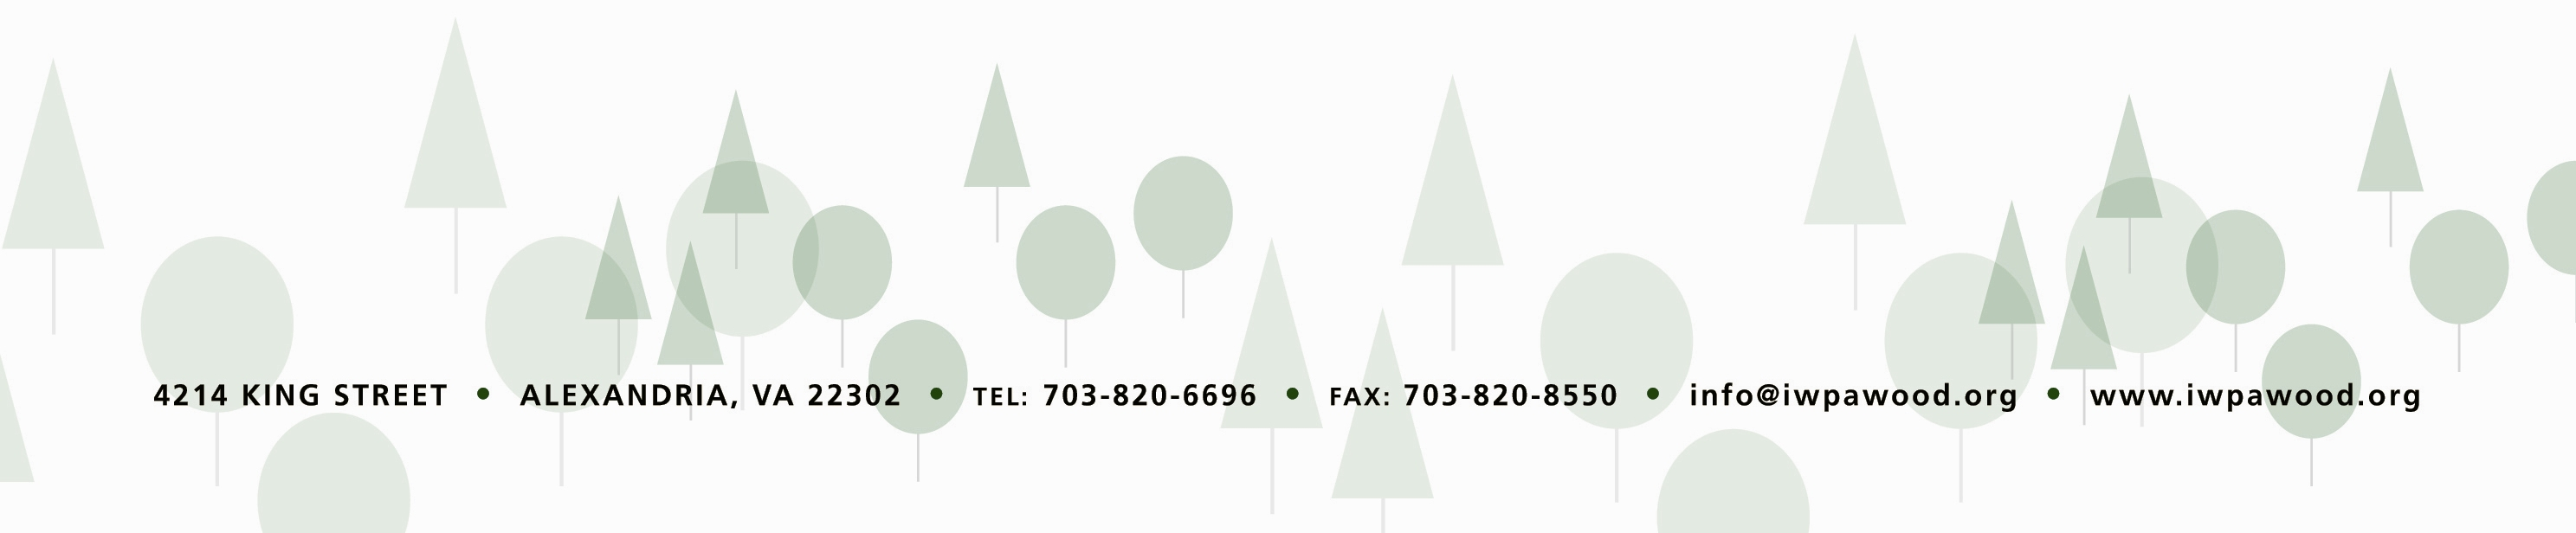 4214 KING STREET • ALEXANDRIA, VA 22302 • TEL: 703-820-6696 • FAX: 703-820-8550 • info@iwpawood.org • www.iwpawood.org